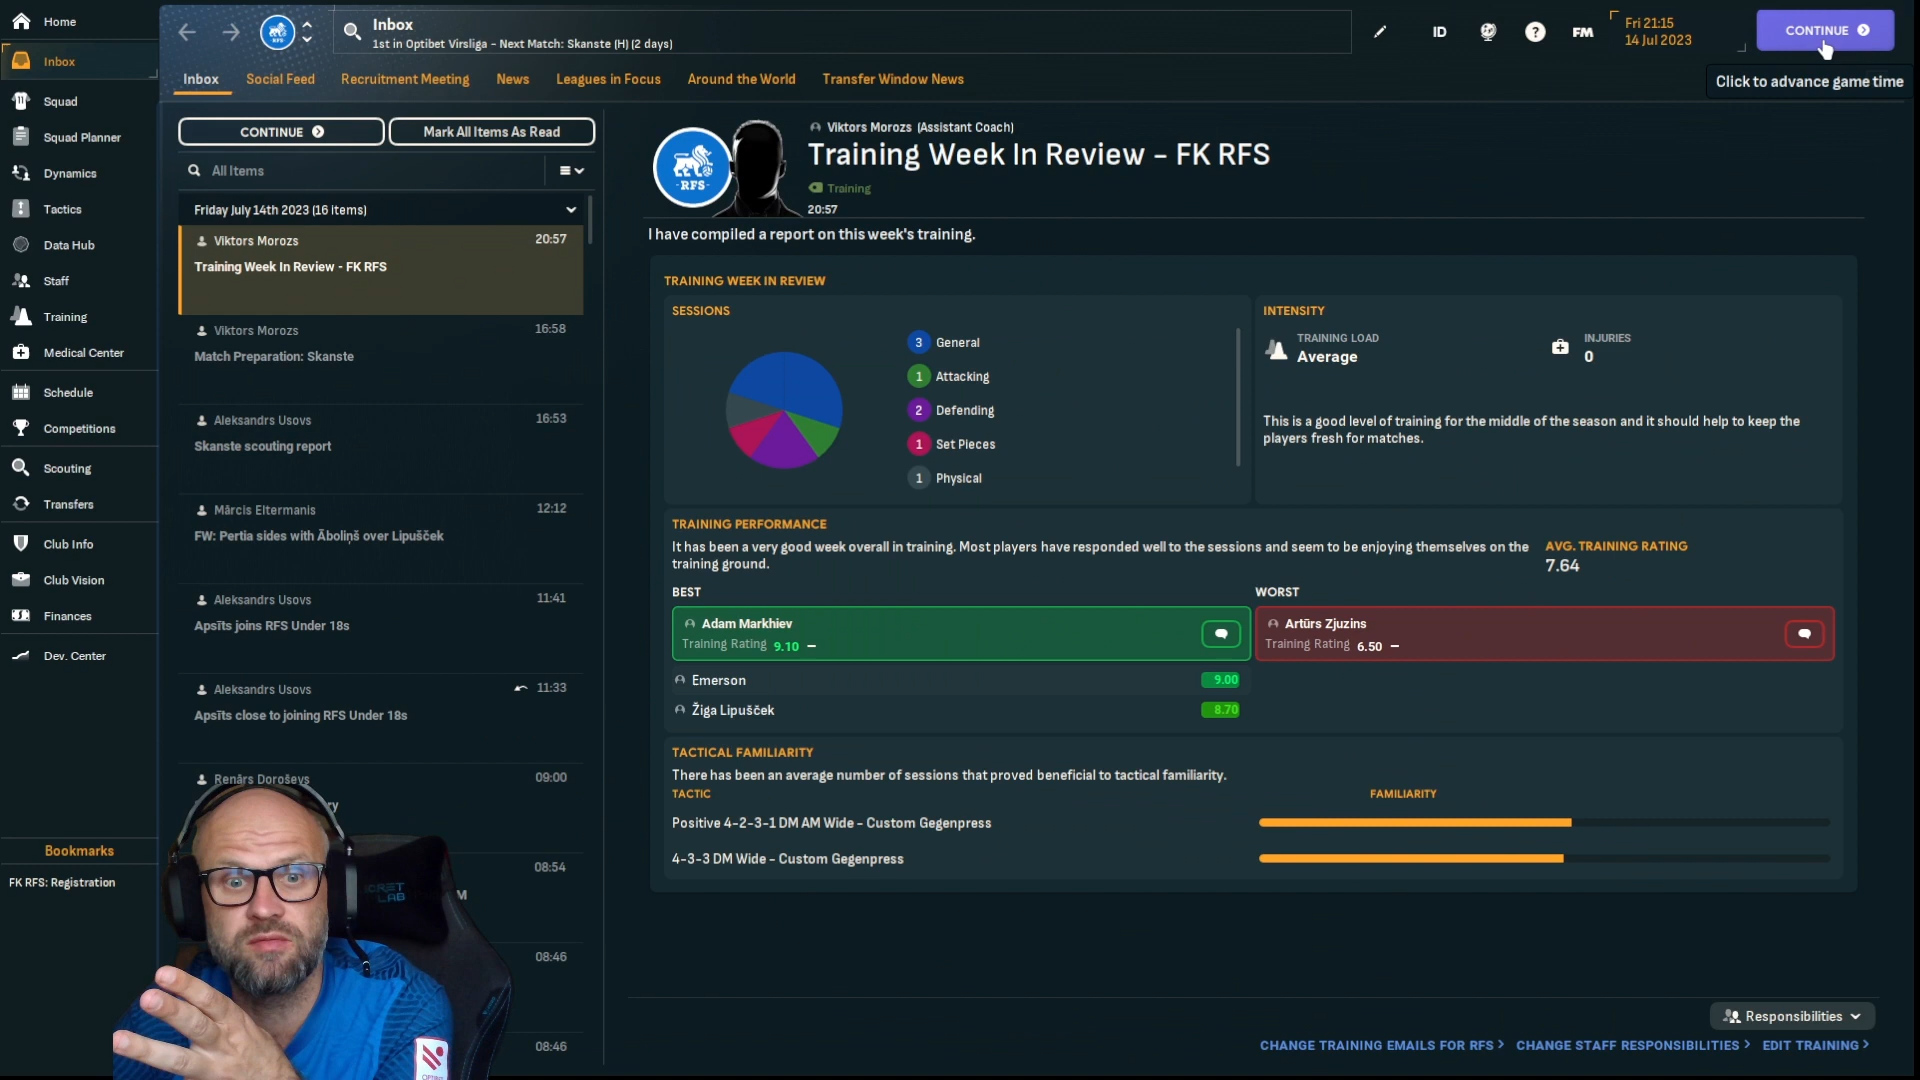 Home
Inbox
Squad
Squad Planner
Dynamics
Tactics
Data Hub
Staff
Training
Medical Center
Schedule
Competitions
Scouting
Transfers
Club Info
Club Vision
Finances
Dev. Center
Bookmarks
FK RFS: Registration
Inbox
1st in Optibet Virsliga - Next Match: Skanste (H) (2 days)
ID
?
FM
Fri 21:15
14 Jul 2023
CONTINUE
Click to advance game time
Inbox Social Feed Recruitment Meeting News Leagues in Focus Around the World Transfer Window News
CONTINUE
Mark All Items As Read
All Items
Friday July 14th 2023 (16 items)
Viktors Morozs 20:57
Training Week In Review - FK RFS
Viktors Morozs 16:58
Match Preparation: Skanste
Aleksandrs Usovs 16:53
Skanste scouting report
Mārcis Eltermanis 12:12
FW: Pertia sides with Āboliņš over Lipušček
Aleksandrs Usovs 11:41
Apsītis joins RFS Under 18s
Aleksandrs Usovs 11:33
Apsīts close to joining RFS Under 18s
Renārs Doroševs 09:00
08:54
08:46
08:46
-RFS-
Viktors Morozs (Assistant Coach)
Training Week In Review - FK RFS
Training
20:57
I have compiled a report on this week's training.
TRAINING WEEK IN REVIEW
SESSIONS
3 General
1 Attacking
2 Defending
1 Set Pieces
1 Physical
INTENSITY
TRAINING LOAD
Average
INJURIES
0
This is a good level of training for the middle of the season and it should help to keep the
players fresh for matches.
TRAINING PERFORMANCE
It has been a very good week overall in training. Most players have responded well to the sessions and seem to be enjoying themselves on the
training ground.
AVG. TRAINING RATING
7.64
BEST
Adam Markhiev
Training Rating 9.10 -
Emerson 9.00
Žiga Lipušček 8.70
WORST
Artūrs Zjuzins
Training Rating 6.50 -
TACTICAL FAMILIARITY
There has been an average number of sessions that proved beneficial to tactical familiarity.
TACTIC FAMILIARITY
Positive 4-2-3-1 DM AM Wide - Custom Gegenpress
4-3-3 DM Wide - Custom Gegenpress
Responsibilities
CHANGE TRAINING EMAILS FOR RFS > CHANGE STAFF RESPONSIBILITIES > EDIT TRAINING >